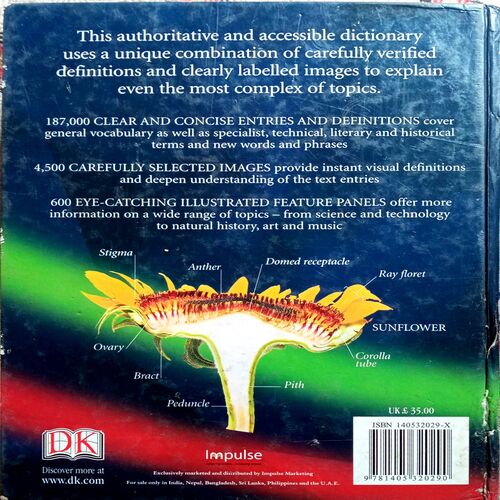 This authoritative and accessible dictionary
uses a unique combination of carefully verified
definitions and clearly labelled images to explain
even the most complex of topics.
187,000 CLEAR AND CONCISE ENTRIES AND DEFINITIONS cover
general vocabulary as well as specialist, technical, literary and historical
terms and new words and phrases
4,500 CAREFULLY SELECTED IMAGES provide instant visual definitions
and deepen understanding of the text entries
600 EYE-CATCHING ILLUSTRATED FEATURE PANELS offer more
information on a wide range of topics – from science and technology
to natural history, art and music
Stigma
Anther
Domed receptacle
Ray floret
SUNFLOWER
Ovary
Corolla
tube
Bract
Pith
Peduncle
UK £ 35.00
ISBN 140532029-X
9 781405 320290
DK
Discover more at
www.dk.com
Impulse
Exclusively marketed and distributed by Impulse Marketing
For sale only in India, Nepal, Bangladesh, Sri Lanka, Philippines and the U.A.E.